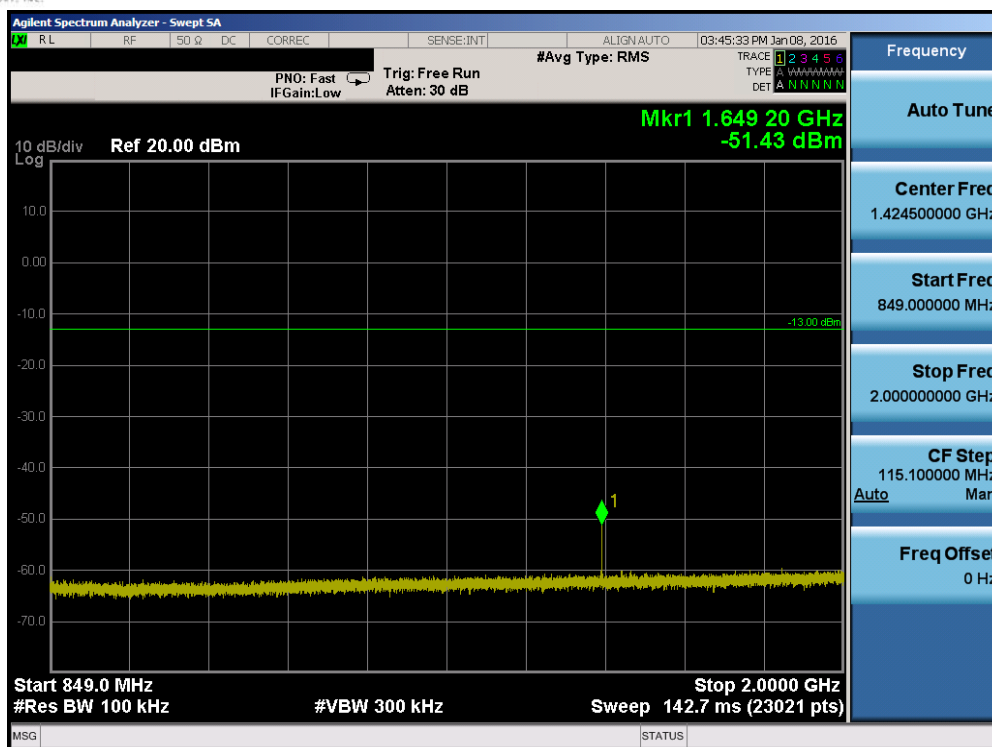 Agilent Spectrum Analyzer - Swept SA
LXI RL RF 50 Ω DC CORREC SENSE:INT ALIGN AUTO 03:45:33 PM Jan 08, 2016
#Avg Type: RMS
TRACE 1 2 3 4 5 6
TYPE A WWWWW
DET A N N N N N
PNO: Fast
IFGain:Low
Trig: Free Run
Atten: 30 dB
Mkr1 1.649 20 GHz
-51.43 dBm
10 dB/div Ref 20.00 dBm
Log
10.0
0.00
-10.0
-13.00 dBm
-20.0
-30.0
-40.0
1
-50.0
-60.0
-70.0
Start 849.0 MHz Stop 2.0000 GHz
#Res BW 100 kHz #VBW 300 kHz Sweep 142.7 ms (23021 pts)
MSG STATUS
Frequency
Auto Tune
Center Freq
1.424500000 GHz
Start Freq
849.000000 MHz
Stop Freq
2.000000000 GHz
CF Step
115.100000 MHz
Auto Man
Freq Offset
0 Hz